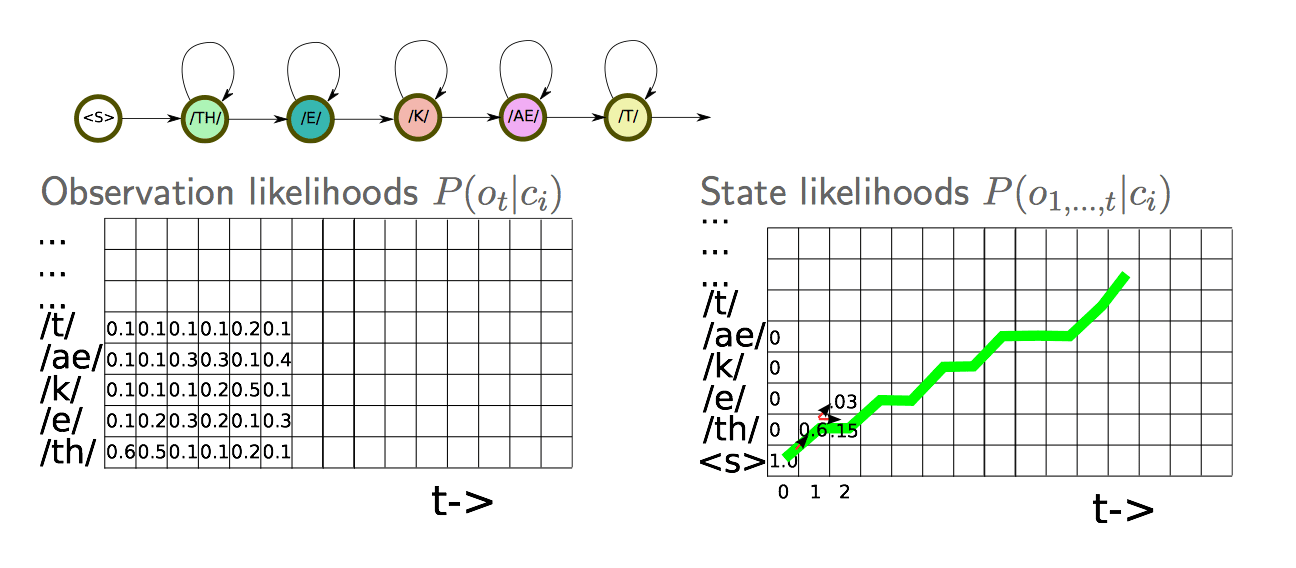 <S> /TH/ /E/ /K/ /AE/ /T/
Observation likelihoods P(o_t|c_i)
...
...
...
/t/ 0.1 0.1 0.1 0.1 0.2 0.1
/ae/ 0.1 0.1 0.3 0.3 0.1 0.4
/k/ 0.1 0.1 0.1 0.2 0.5 0.1
/e/ 0.1 0.2 0.3 0.2 0.1 0.3
/th/ 0.6 0.5 0.1 0.1 0.2 0.1
t->
State likelihoods P(o_{1,...,t}|c_i)
...
...
...
/t/
/ae/ 0
/k/ 0
/e/ 0 .03
/th/ 0 0.6 .15
<s> 1.0
0 1 2
t->